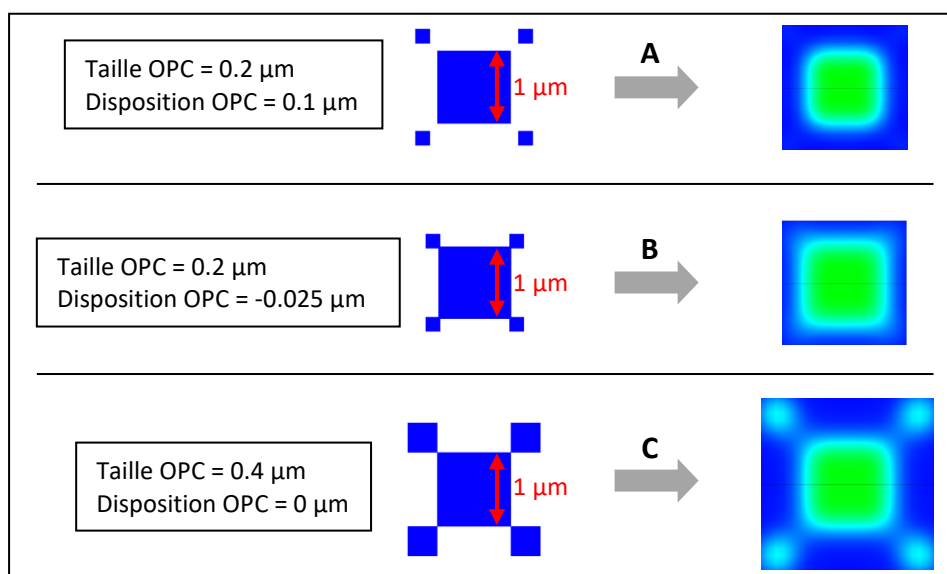 Taille OPC = 0.2 µm
Disposition OPC = 0.1 µm
1 µm
A
Taille OPC = 0.2 µm
Disposition OPC = -0.025 µm
1 µm
B
Taille OPC = 0.4 µm
Disposition OPC = 0 µm
1 µm
C